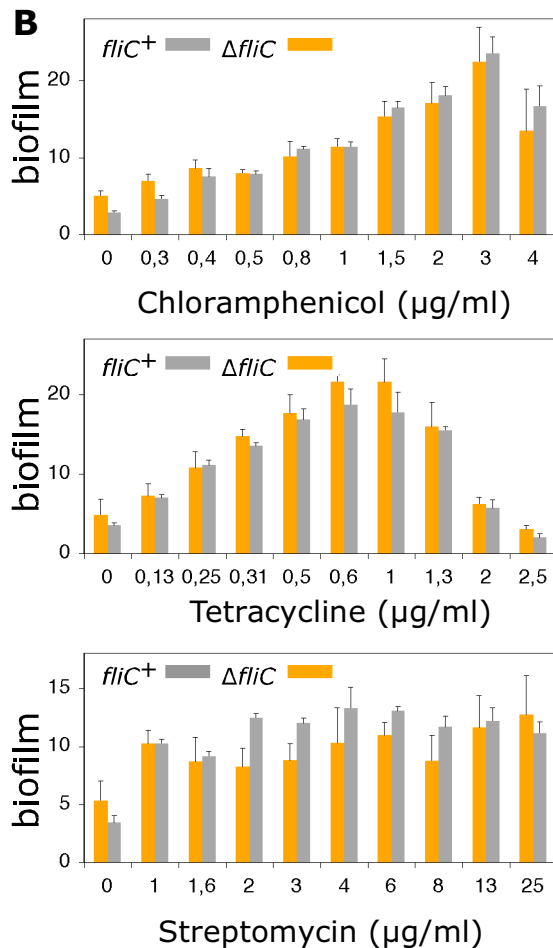 B
fliC+ ΔfliC
20
10
0
biofilm
0 0,3 0,4 0,5 0,8 1 1,5 2 3 4
Chloramphenicol (µg/ml)
fliC+ ΔfliC
20
10
0
biofilm
0 0,13 0,25 0,31 0,5 0,6 1 1,3 2 2,5
Tetracycline (µg/ml)
fliC+ ΔfliC
15
10
5
0
biofilm
0 1 1,6 2 3 4 6 8 13 25
Streptomycin (µg/ml)